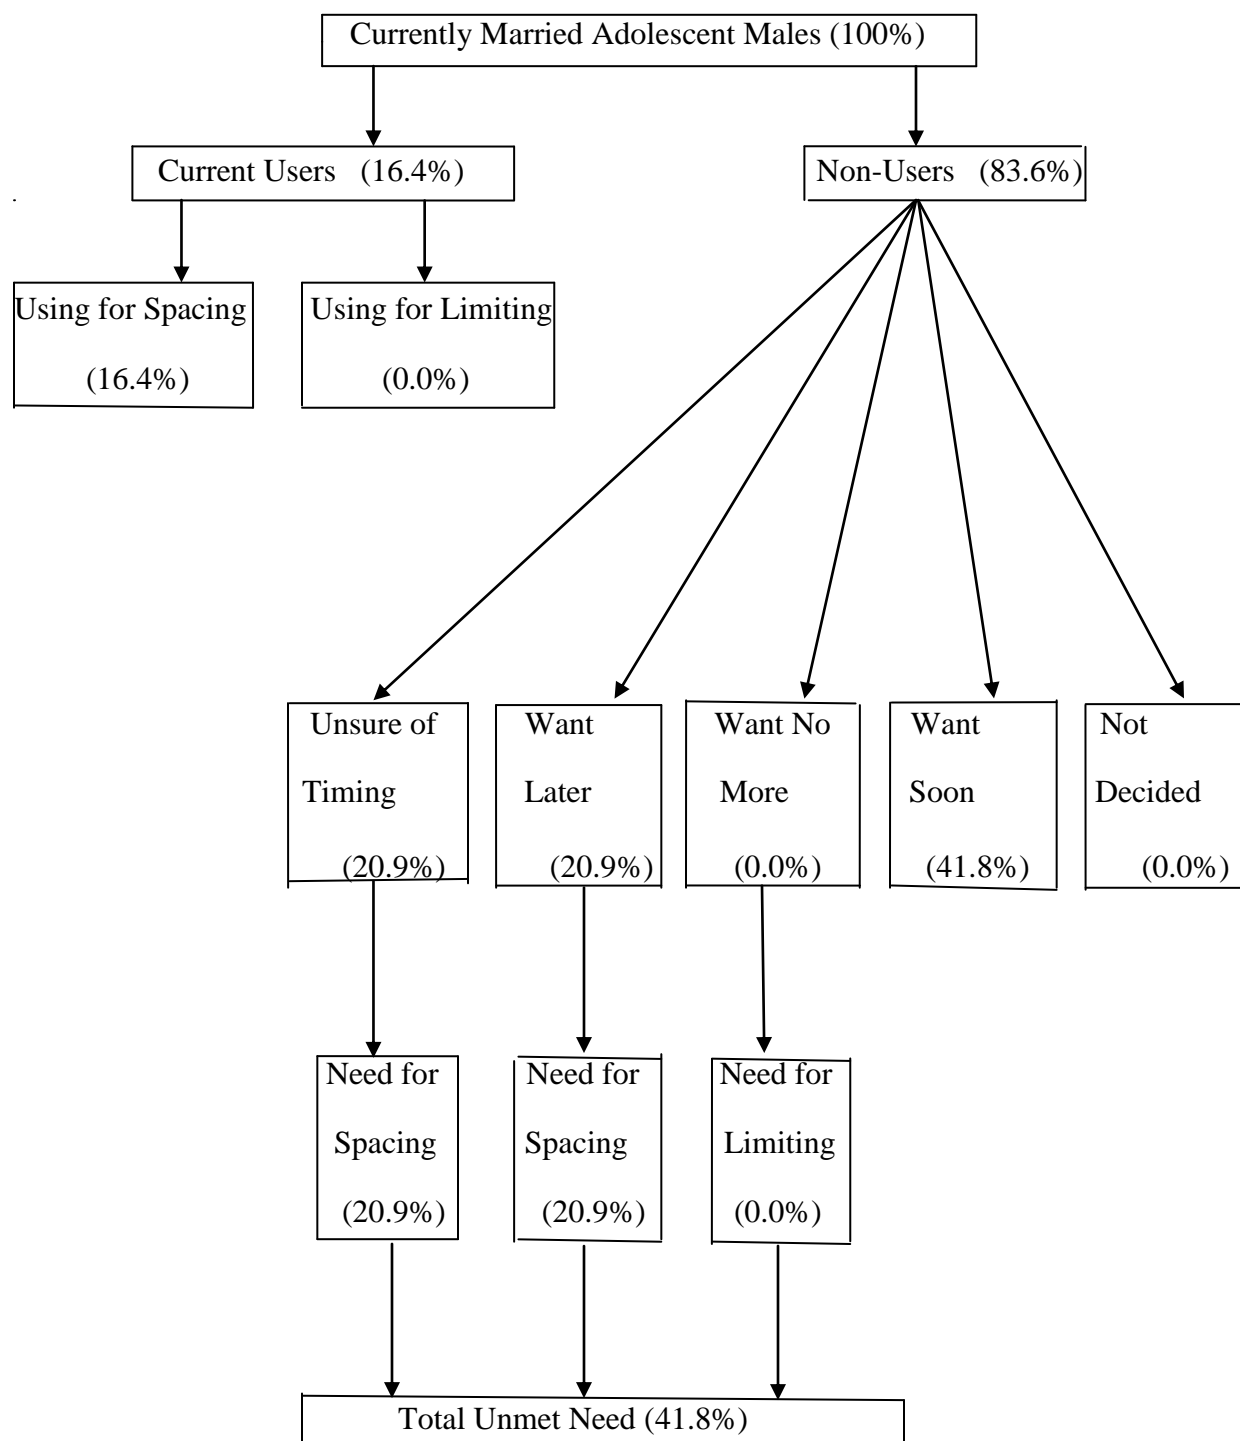 Currently Married Adolescent Males (100%)
Current Users (16.4%)
Non-Users (83.6%)
Using for Spacing
(16.4%)
Using for Limiting
(0.0%)
Unsure of
Timing
(20.9%)
Want
Later
(20.9%)
Want No
More
(0.0%)
Want
Soon
(41.8%)
Not
Decided
(0.0%)
Need for
Spacing
(20.9%)
Need for
Spacing
(20.9%)
Need for
Limiting
(0.0%)
Total Unmet Need (41.8%)